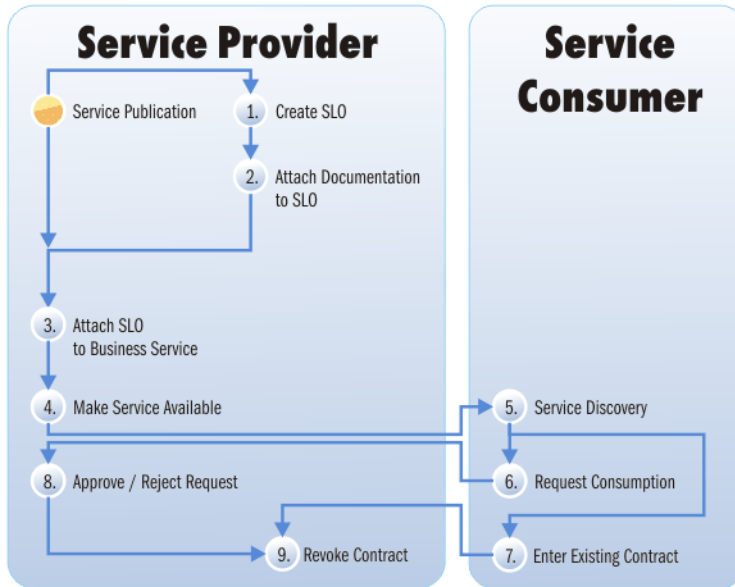 Service Provider
Service Publication
1. Create SLO
2. Attach Documentation
to SLO
3. Attach SLO
to Business Service
4. Make Service Available
8. Approve / Reject Request
9. Revoke Contract
Service
Consumer
5. Service Discovery
6. Request Consumption
7. Enter Existing Contract